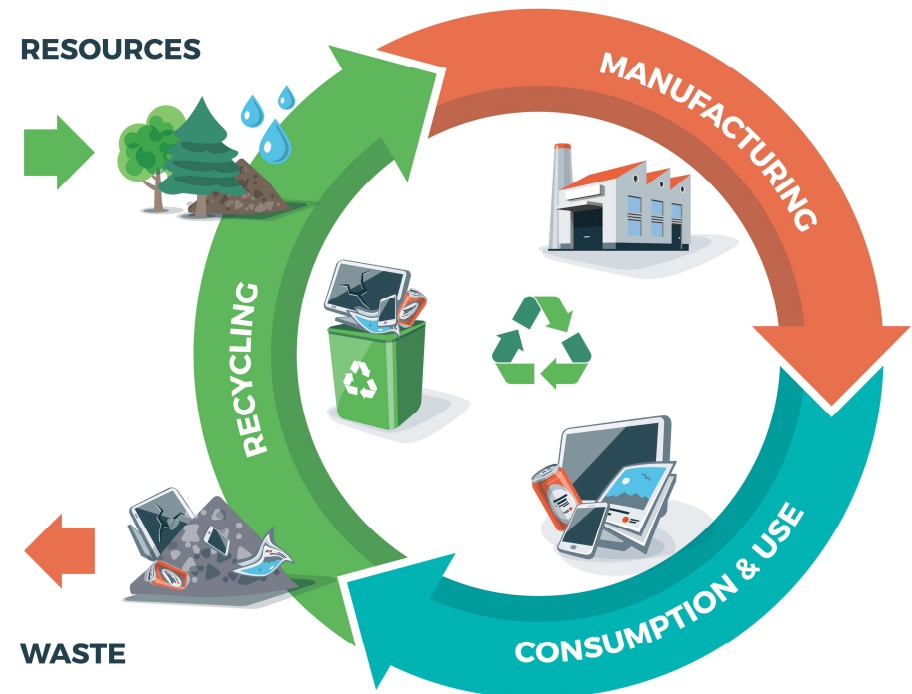 RESOURCES
MANUFACTURING
RECYCLING
CONSUMPTION & USE
WASTE